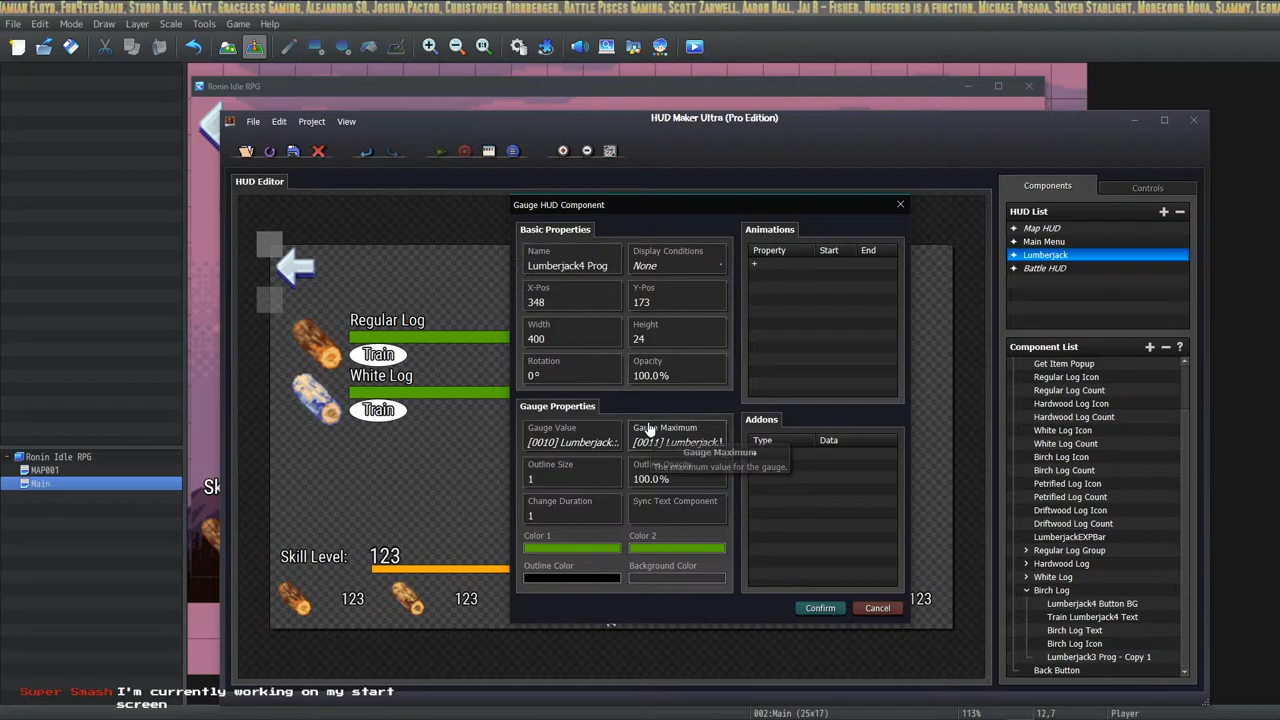 AMIAN FLOYD, FUNYTHEBRAIN, STUDIO BLUE, MATT, GRACELESS GAMING, ALEJANDRO SR, JOSHUA PACTOR, CHRISTOPHER DIRNBERGER, BATTLE PISCES GAMING, SCOTT ZANWELL, AARON HALL, JAI B - FISHER, UNDEFINED IS A FUNCTION, MICHAEL POSADA, SILVER STARLIGHT, MOREKONG MOUA, SLAMMY, LEONA
File Edit Mode Draw Layer Scale Tools Game Help
Ronin Idle RPG
File Edit Project View
HUD Maker Ultra (Pro Edition)
HUD Editor
Components
Controls
Gauge HUD Component
Basic Properties
Name
Lumberjack4 Prog
Display Conditions
None
X-Pos
348
Y-Pos
173
Width
400
Height
24
Rotation
0°
Opacity
100.0%
Gauge Properties
Gauge Value
[0010] Lumberjack...
Gauge Maximum
[0011] Lumberjack!
Outline Size
1
100.0%
Change Duration
1
Sync Text Component
Color 1
Color 2
Outline Color
Background Color
Animations
Property Start End
+
Addons
Type Data
Gauge Maximum
The maximum value for the gauge.
Confirm
Cancel
Regular Log
Train
White Log
Train
Skill Level: 123
123
123
123
HUD List
Map HUD
Main Menu
Lumberjack
Battle HUD
Component List
Get Item Popup
Regular Log Icon
Regular Log Count
Hardwood Log Icon
Hardwood Log Count
White Log Icon
White Log Count
Birch Log Icon
Birch Log Count
Petrified Log Icon
Petrified Log Count
Driftwood Log Icon
Driftwood Log Count
LumberjackEXPBar
Regular Log Group
Hardwood Log
White Log
Birch Log
Lumberjack4 Button BG
Train Lumberjack4 Text
Birch Log Text
Birch Log Icon
Lumberjack3 Prog - Copy 1
Back Button
Ronin Idle RPG
MAP001
Main
Sk
Super Smash I'm currently working on my start
screen
002:Main (25x17)
113%
12,7
Player